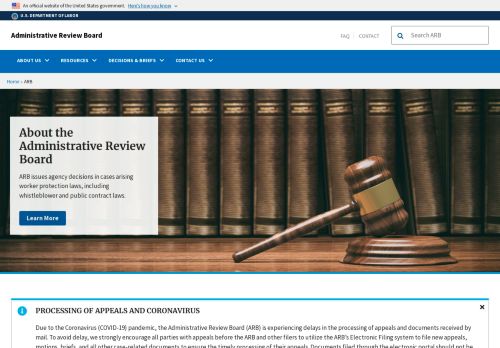 An official website of the United States government. Here's how you know
U.S. DEPARTMENT OF LABOR
Administrative Review Board
FAQ CONTACT
Search ARB
ABOUT US RESOURCES DECISIONS & BRIEFS CONTACT US
Home › ARB
About the
Administrative Review
Board
ARB issues agency decisions in cases arising
worker protection laws, including
whistleblower and public contract laws.
Learn More
PROCESSING OF APPEALS AND CORONAVIRUS
Due to the Coronavirus (COVID-19) pandemic, the Administrative Review Board (ARB) is experiencing delays in the processing of appeals and documents received by
mail. To avoid delay, we strongly encourage all parties with appeals before the ARB and other filers to utilize the ARB's Electronic Filing system to file new appeals,
motions, briefs, and all other case-related documents to ensure the timely processing of their appeals. Documents filed through the electronic portal should not be